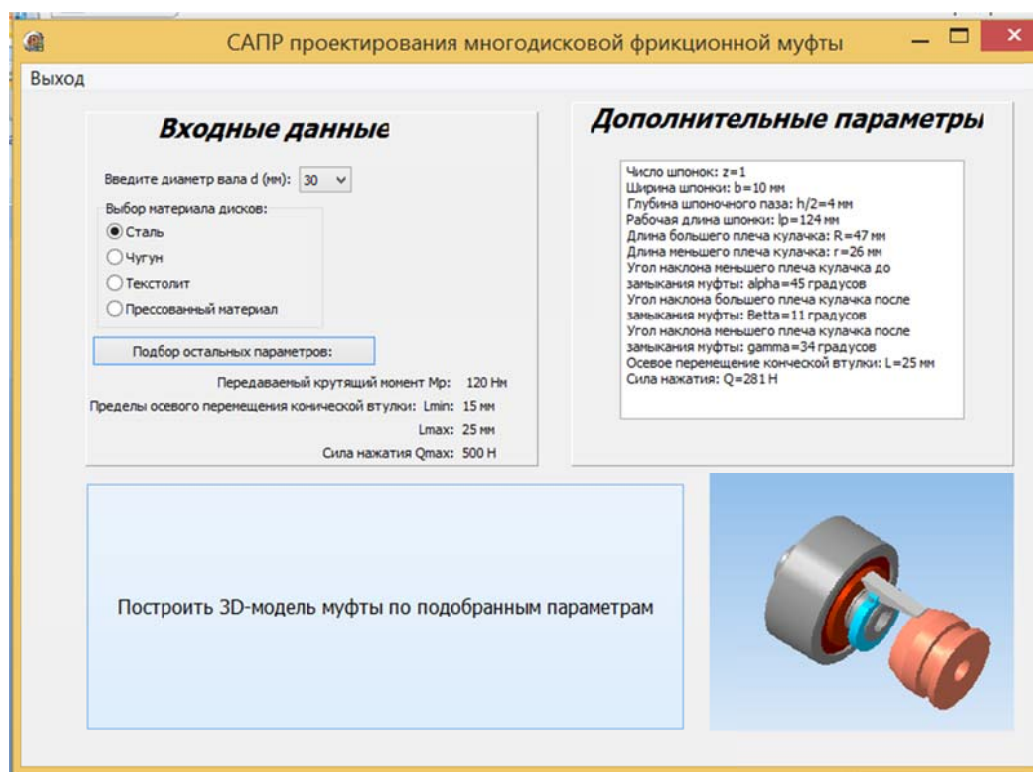 САПР проектирования многодисковой фрикционной муфты
Выход
Входные данные
Введите диаметр вала d (мм): 30
Выбор материала дисков:
Сталь
Чугун
Текстолит
Прессованный материал
Подбор остальных параметров:
Передаваемый крутящий момент Мр: 120 Нм
Пределы осевого перемещения конической втулки: Lmin: 15 мм
Lmax: 25 мм
Сила нажатия Qmax: 500 Н
Дополнительные параметры
Число шпонок: z=1
Ширина шпонки: b=10 мм
Глубина шпоночного паза: h/2=4 мм
Рабочая длина шпонки: lp=124 мм
Длина большего плеча кулачка: R=47 мм
Длина меньшего плеча кулачка: r=26 мм
Угол наклона меньшего плеча кулачка до
замыкания муфты: alpha=45 градусов
Угол наклона большего плеча кулачка после
замыкания муфты: Betta=11 градусов
Угол наклона меньшего плеча кулачка после
замыкания муфты: gamma=34 градусов
Осевое перемещение кончeской втулки: L=25 мм
Сила нажатия: Q=281 Н
Построить 3D-модель муфты по подобранным параметрам